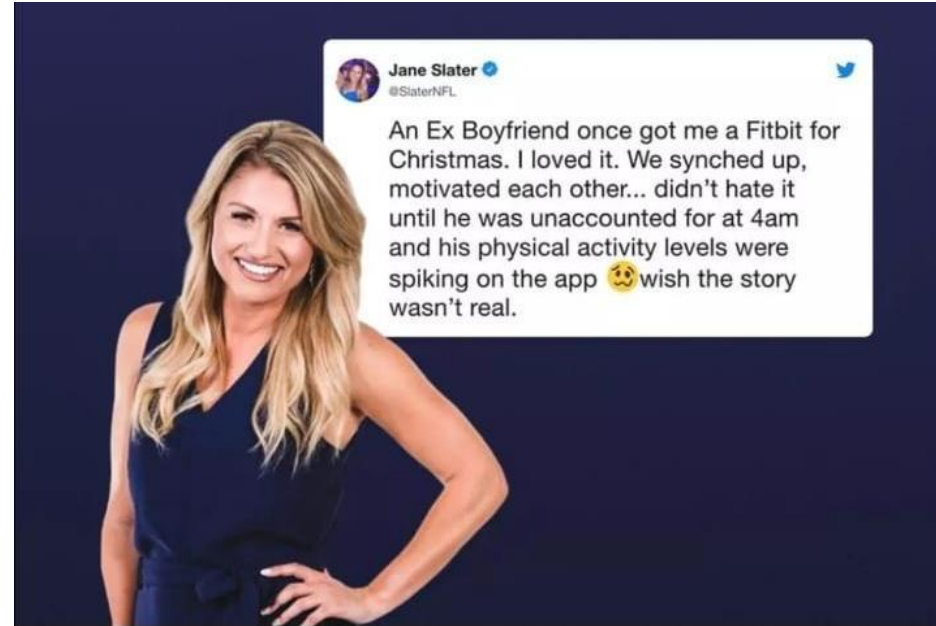 Jane Slater
@SlaterNFL
An Ex Boyfriend once got me a Fitbit for
Christmas. I loved it. We synched up,
motivated each other... didn't hate it
until he was unaccounted for at 4am
and his physical activity levels were
spiking on the app 🥴wish the story
wasn't real.